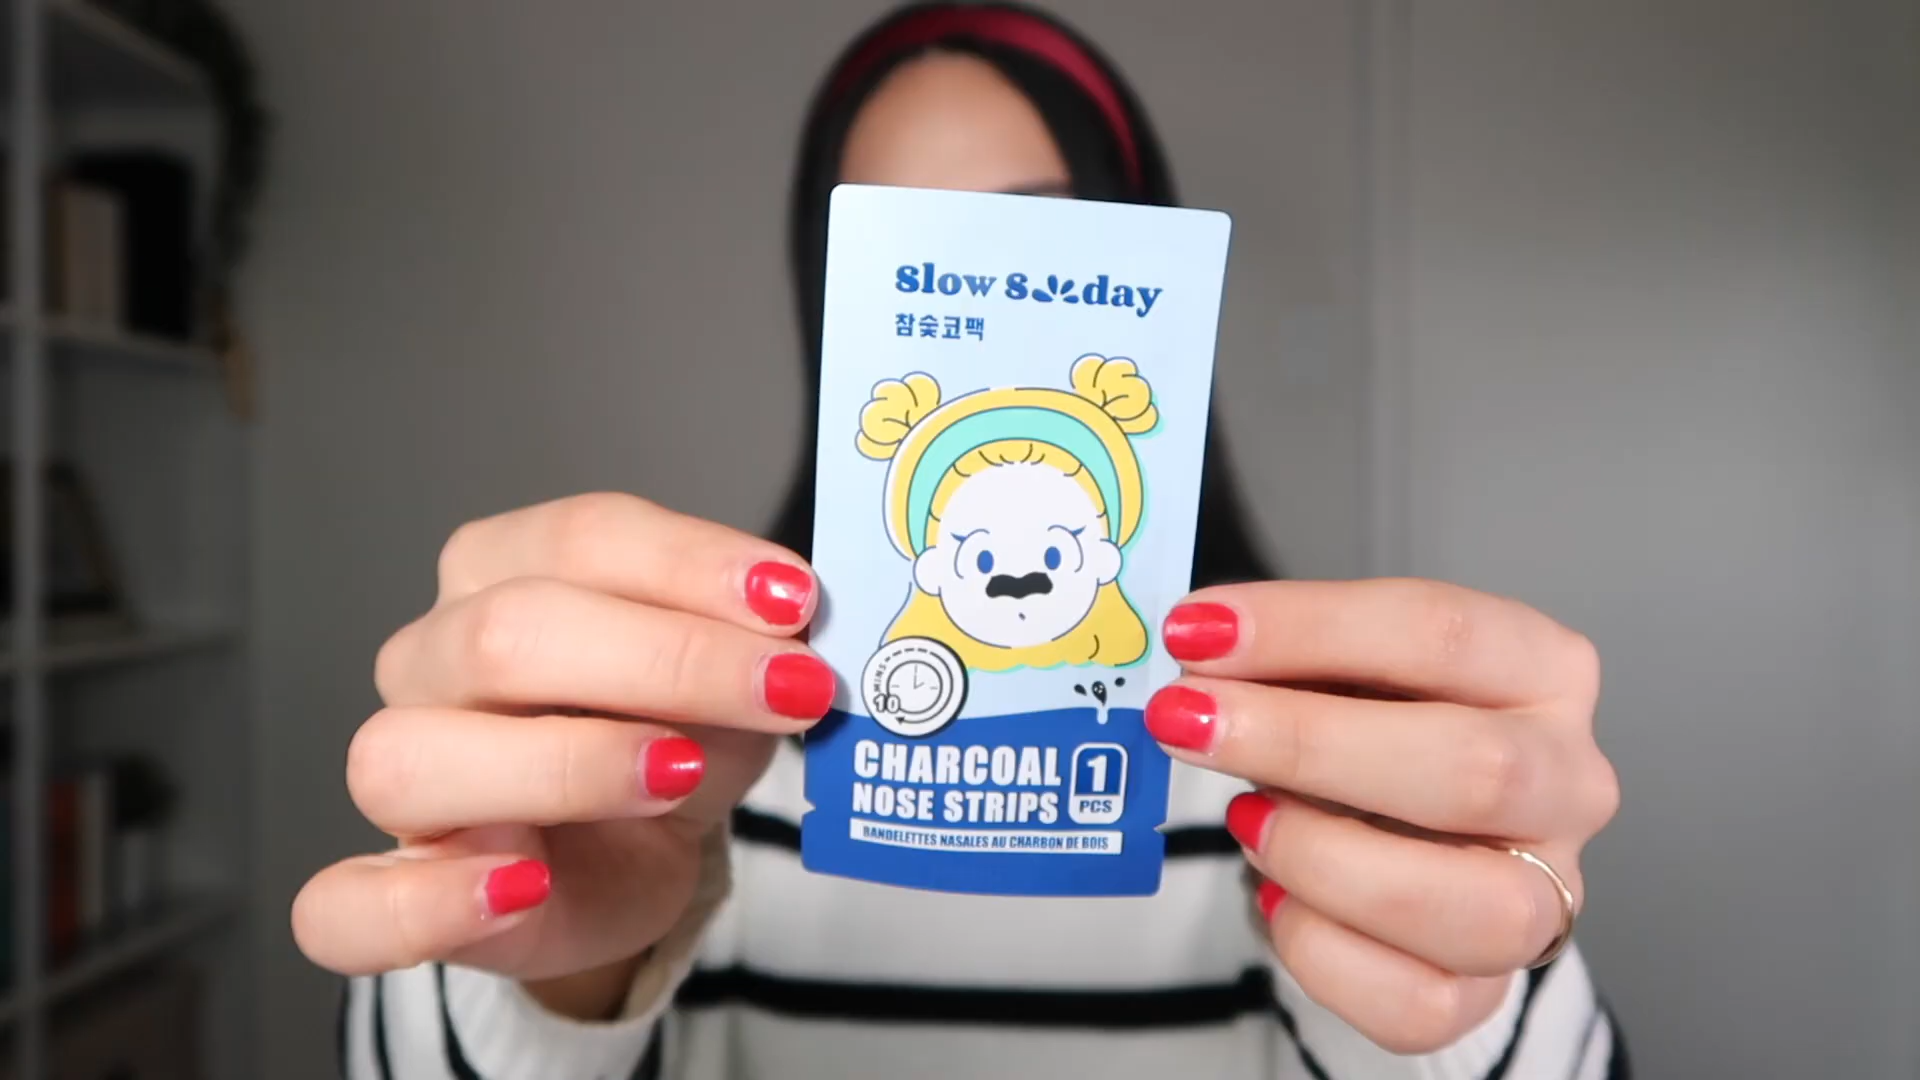 slow sunday
참숯코팩
MINS
10
CHARCOAL
NOSE STRIPS
1
PCS
BANDELETTES NASALES AU CHARBON DE BOIS